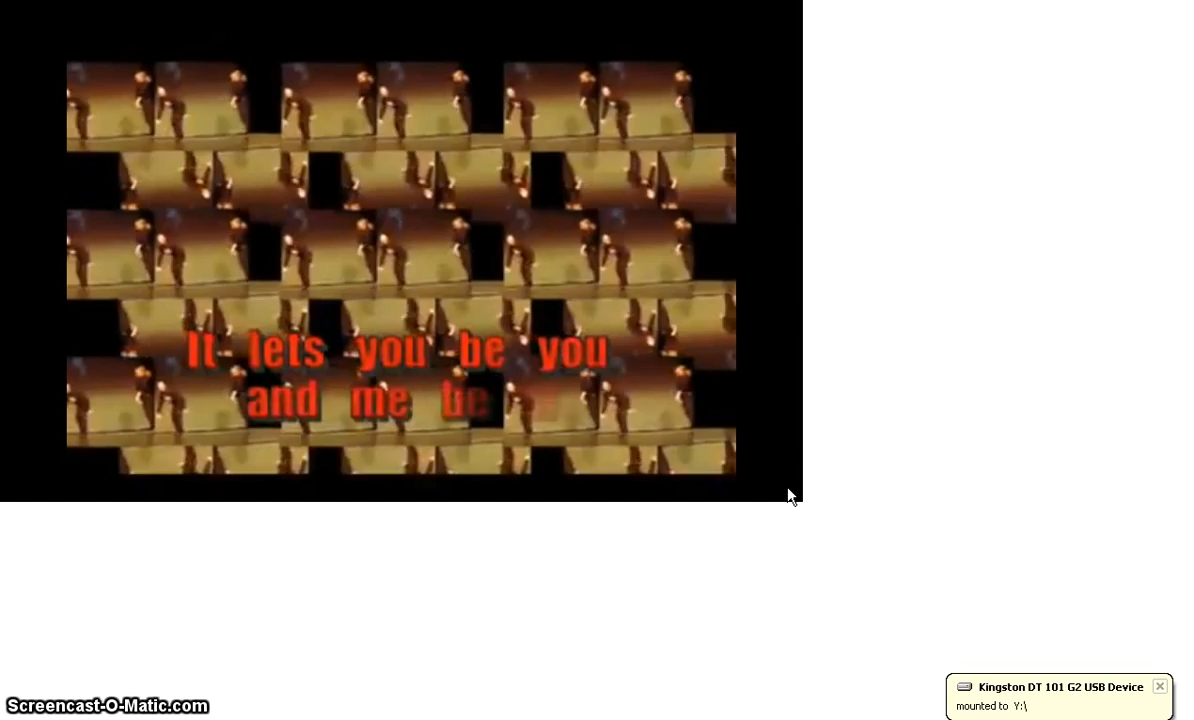 It lets you be you
and me be
Kingston DT 101 G2 USB Device
mounted to Y:\
Screencast-O-Matic.com